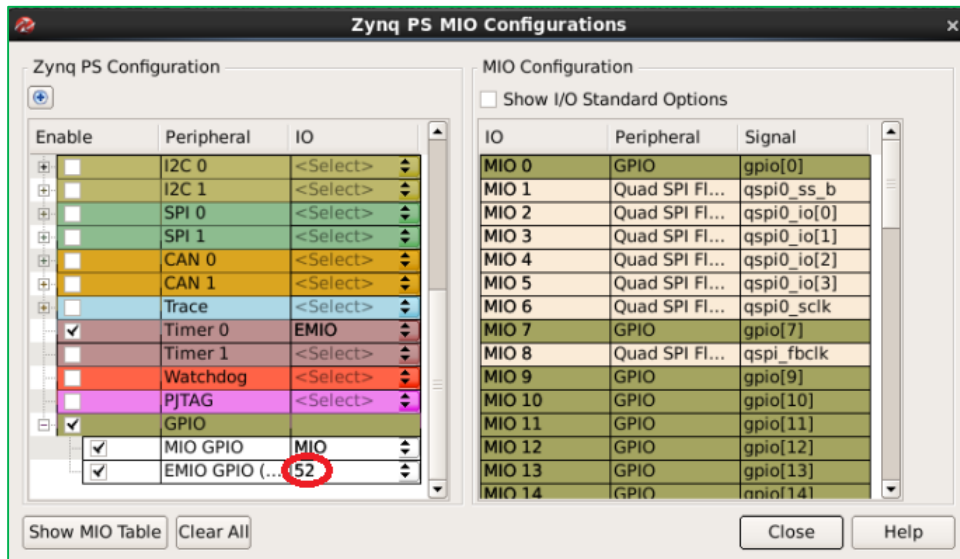 Zynq PS MIO Configurations
Zynq PS Configuration
Enable Peripheral IO
I2C 0 <Select>
I2C 1 <Select>
SPI 0 <Select>
SPI 1 <Select>
CAN 0 <Select>
CAN 1 <Select>
Trace <Select>
Timer 0 EMIO
Timer 1 <Select>
Watchdog <Select>
PJTAG <Select>
GPIO
MIO GPIO MIO
EMIO GPIO (... 52
Show MIO Table Clear All
MIO Configuration
Show I/O Standard Options
IO Peripheral Signal
MIO 0 GPIO gpio[0]
MIO 1 Quad SPI Fl... qspi0_ss_b
MIO 2 Quad SPI Fl... qspi0_io[0]
MIO 3 Quad SPI Fl... qspi0_io[1]
MIO 4 Quad SPI Fl... qspi0_io[2]
MIO 5 Quad SPI Fl... qspi0_io[3]
MIO 6 Quad SPI Fl... qspi0_sclk
MIO 7 GPIO gpio[7]
MIO 8 Quad SPI Fl... qspi_fbclk
MIO 9 GPIO gpio[9]
MIO 10 GPIO gpio[10]
MIO 11 GPIO gpio[11]
MIO 12 GPIO gpio[12]
MIO 13 GPIO gpio[13]
MIO 14 GPIO gpio[14]
Close Help